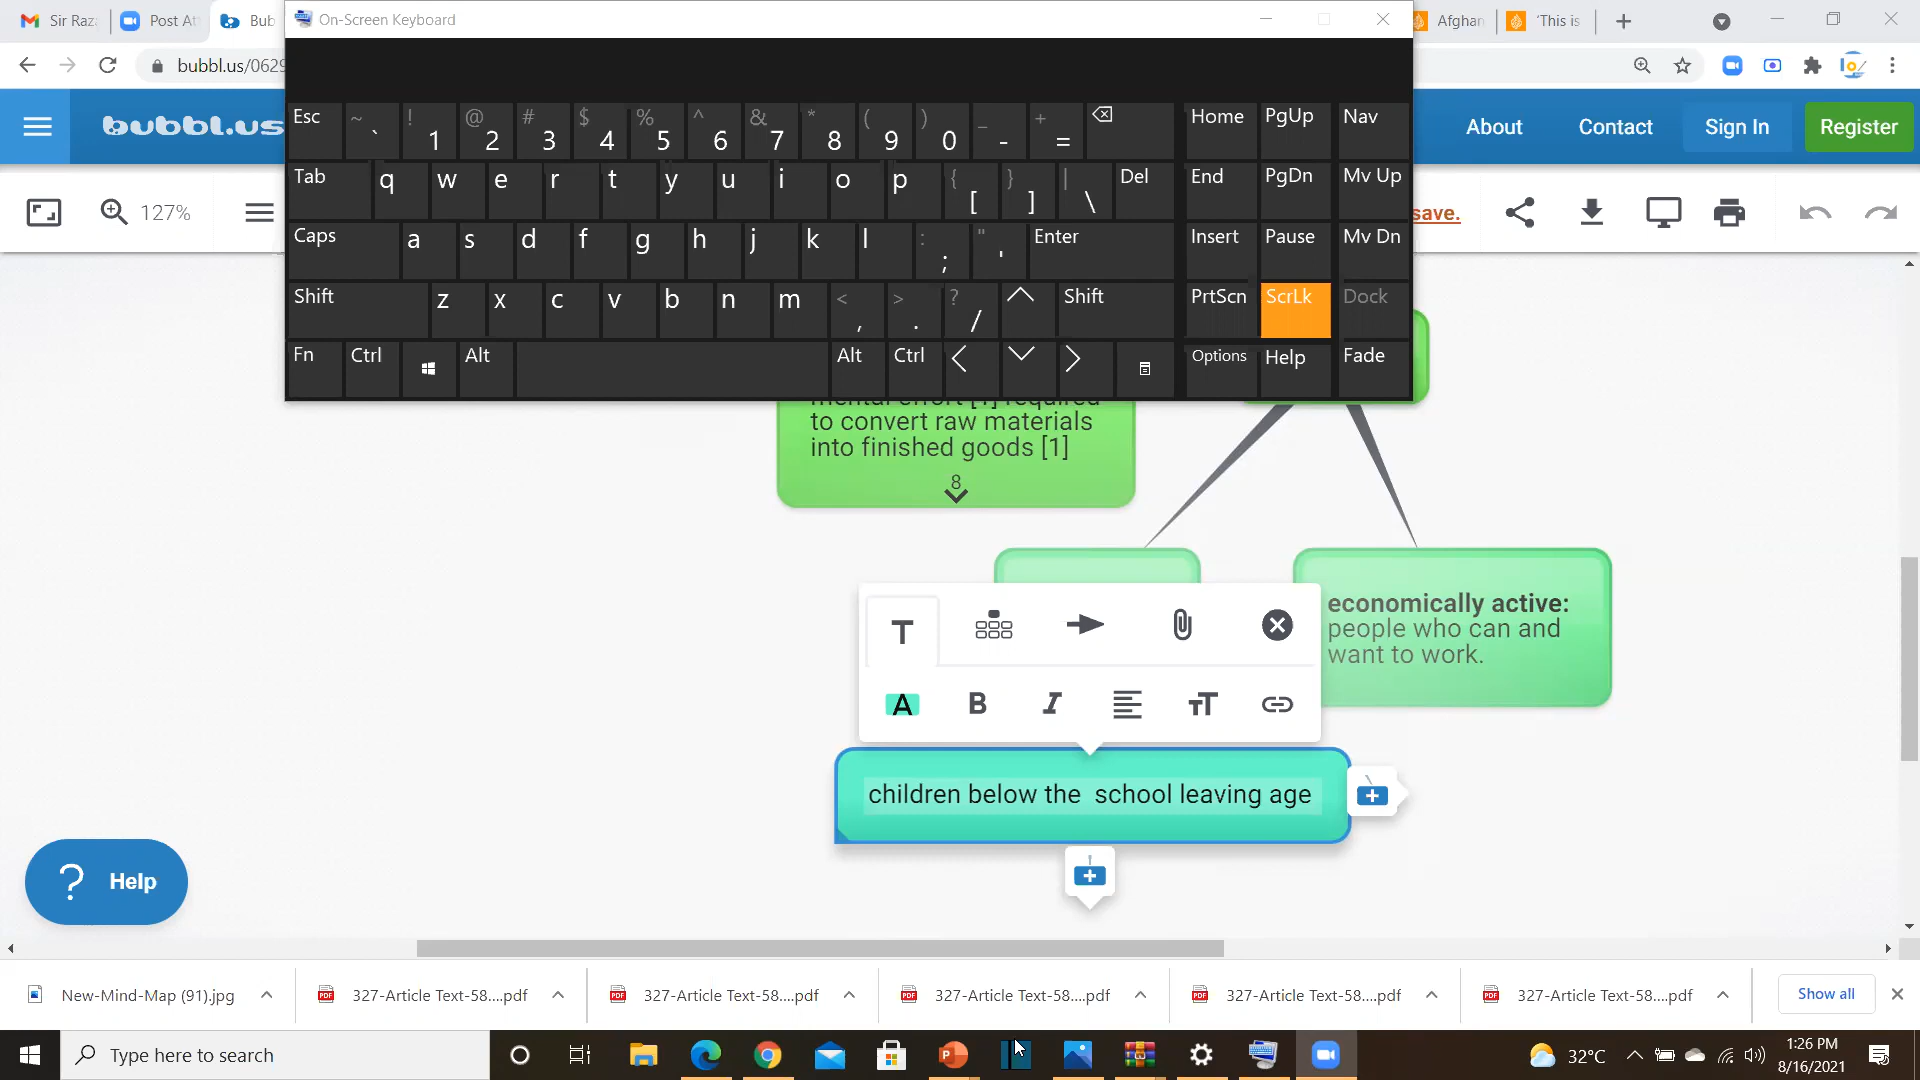 Sir Raza
Post At
Bub
On-Screen Keyboard
Afghan
'This is
bubbl.us/0629
Esc ~ ` ! 1 @ 2 # 3 $ 4 % 5 ^ 6 & 7 * 8 ( 9 ) 0 _ - + = Home PgUp Nav
Tab q w e r t y u i o p { [ } ] | \ Del End PgDn Mv Up
Caps a s d f g h j k l : ; " ' Enter Insert Pause Mv Dn
Shift z x c v b n m < , > . ? / Shift PrtScn ScrLk Dock
Fn Ctrl Alt Alt Ctrl Options Help Fade
bubbl.us
About Contact Sign In Register
127%
save.
mental effort [1] required
to convert raw materials
into finished goods [1]
8
economically active:
people who can and
want to work.
T
A B I TT
children below the  school leaving age
? Help
New-Mind-Map (91).jpg
327-Article Text-58....pdf
327-Article Text-58....pdf
327-Article Text-58....pdf
327-Article Text-58....pdf
327-Article Text-58....pdf
Show all
Type here to search
32°C
1:26 PM
8/16/2021